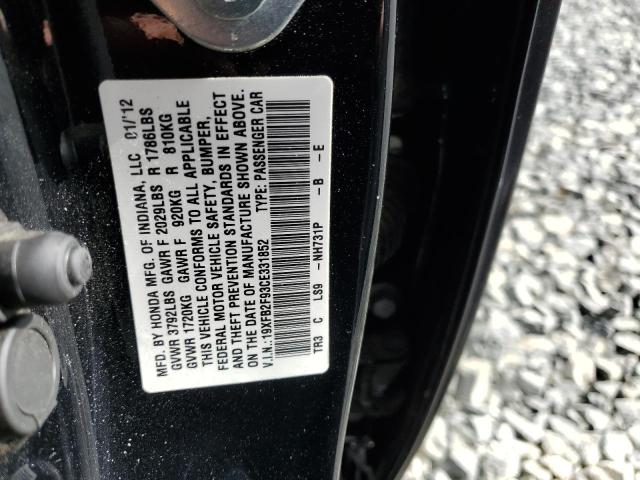 MFD. BY HONDA MFG. OF INDIANA, LLC 01/12
GVWR 3792LBS GAWR F 2029LBS R 1786LBS
GVWR 1720KG GAWR F 920KG R 810KG
THIS VEHICLE CONFORMS TO ALL APPLICABLE
FEDERAL MOTOR VEHICLE SAFETY, BUMPER,
AND THEFT PREVENTION STANDARDS IN EFFECT
ON THE DATE OF MANUFACTURE SHOWN ABOVE.
V.I.N.:19XFB2F93CE331852 TYPE: PASSENGER CAR
TR3 C LS9 -NH731P -B -E